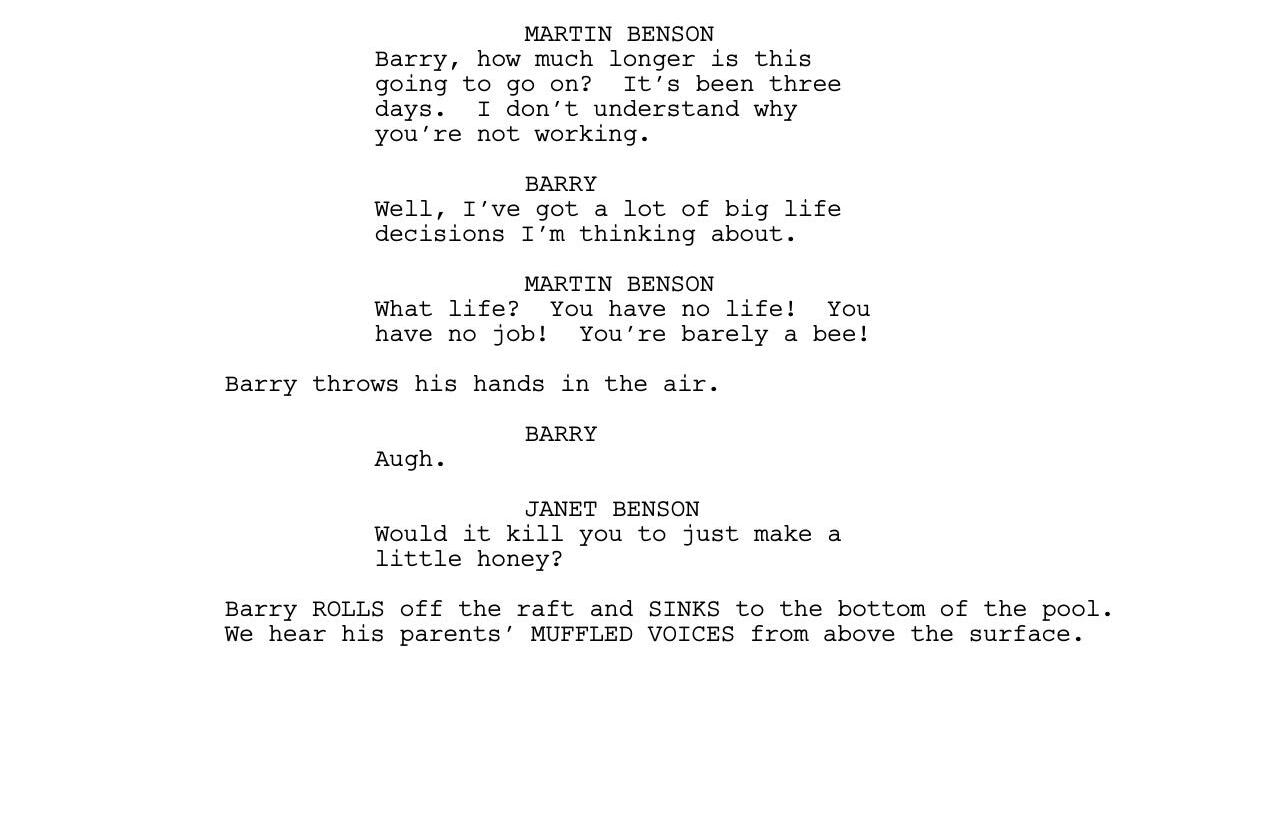 MARTIN BENSON
Barry, how much longer is this
going to go on?  It’s been three
days.  I don’t understand why
you’re not working.
BARRY
Well, I’ve got a lot of big life
decisions I’m thinking about.
MARTIN BENSON
What life?  You have no life!  You
have no job!  You’re barely a bee!
Barry throws his hands in the air.
BARRY
Augh.
JANET BENSON
Would it kill you to just make a
little honey?
Barry ROLLS off the raft and SINKS to the bottom of the pool.
We hear his parents’ MUFFLED VOICES from above the surface.